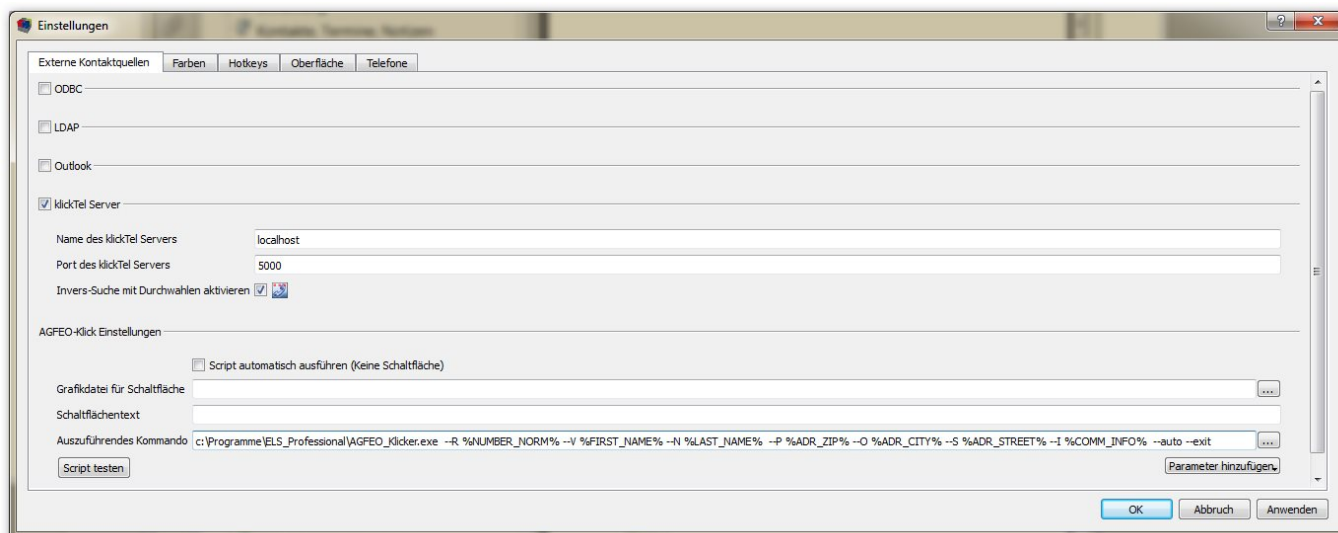 Einstellungen
Kontakte, Termine, Notizen
Externe Kontaktquellen Farben Hotkeys Oberfläche Telefone
ODBC
LDAP
Outlook
klickTel Server
Name des klickTel Servers localhost
Port des klickTel Servers 5000
Invers-Suche mit Durchwahlen aktivieren
AGFEO-Klick Einstellungen
Script automatisch ausführen (Keine Schaltfläche)
Grafikdatei für Schaltfläche ...
Schaltflächentext
Auszuführendes Kommando c:\Programme\ELS_Professional\AGFEO_Klicker.exe --R %NUMBER_NORM% --V %FIRST_NAME% --N %LAST_NAME% --P %ADR_ZIP% --O %ADR_CITY% --S %ADR_STREET% --I %COMM_INFO% --auto --exit ...
Script testen Parameter hinzufügen
OK Abbruch Anwenden